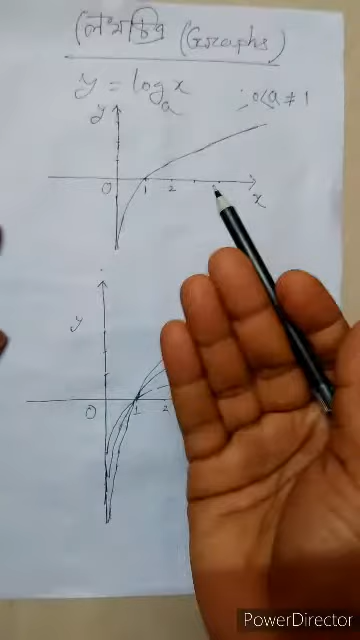 (লেখচিত্র (Graphs)
y = logₐx ; 0<a≠1
y
0 1 2 x
y
0 1 2
PowerDirector